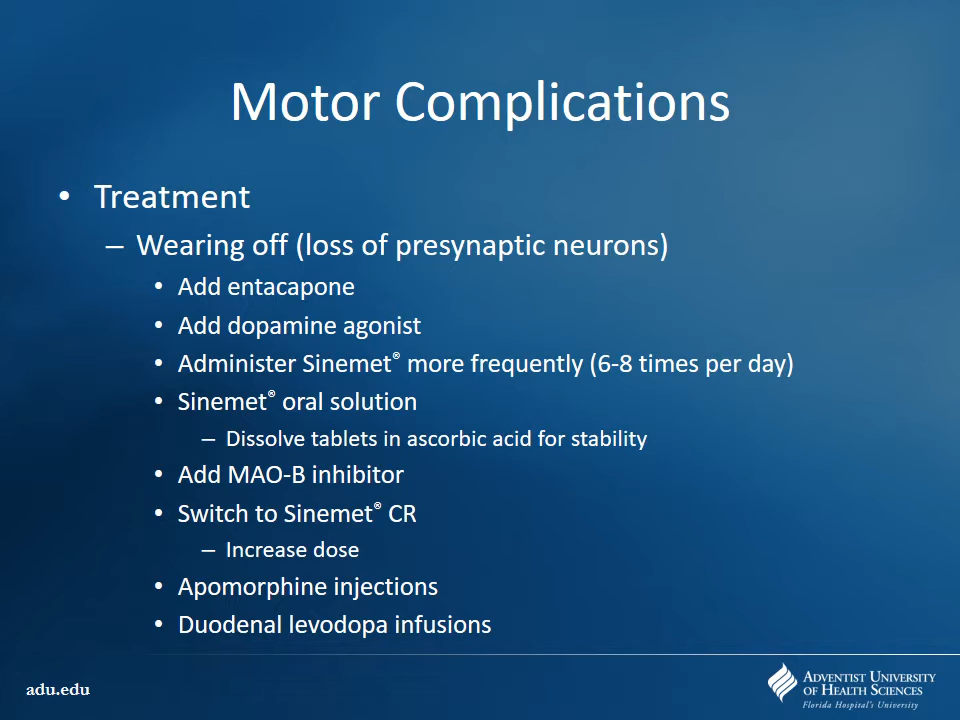 Motor Complications
• Treatment
– Wearing off (loss of presynaptic neurons)
• Add entacapone
• Add dopamine agonist
• Administer Sinemet® more frequently (6-8 times per day)
• Sinemet® oral solution
– Dissolve tablets in ascorbic acid for stability
• Add MAO-B inhibitor
• Switch to Sinemet® CR
– Increase dose
• Apomorphine injections
• Duodenal levodopa infusions
adu.edu
ADVENTIST UNIVERSITY
OF HEALTH SCIENCES
Florida Hospital's University